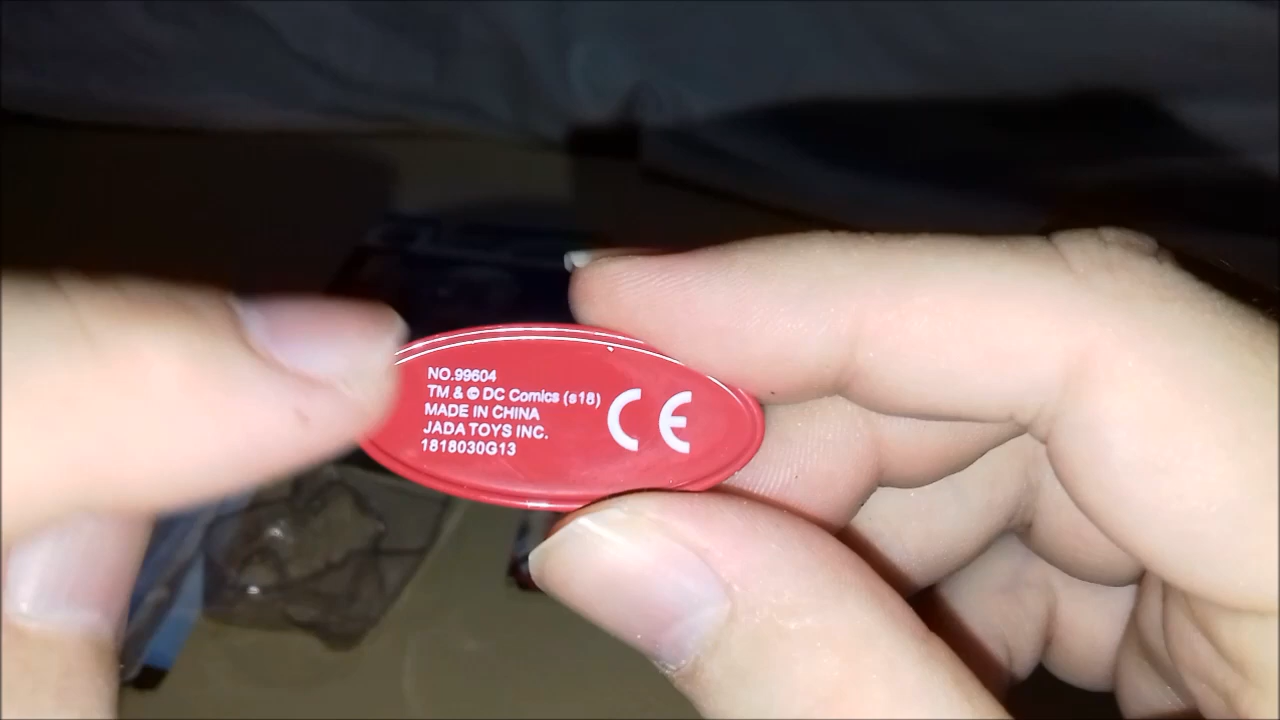 NO.99604
TM & © DC Comics (s18)
MADE IN CHINA
JADA TOYS INC.
1818030G13
CE